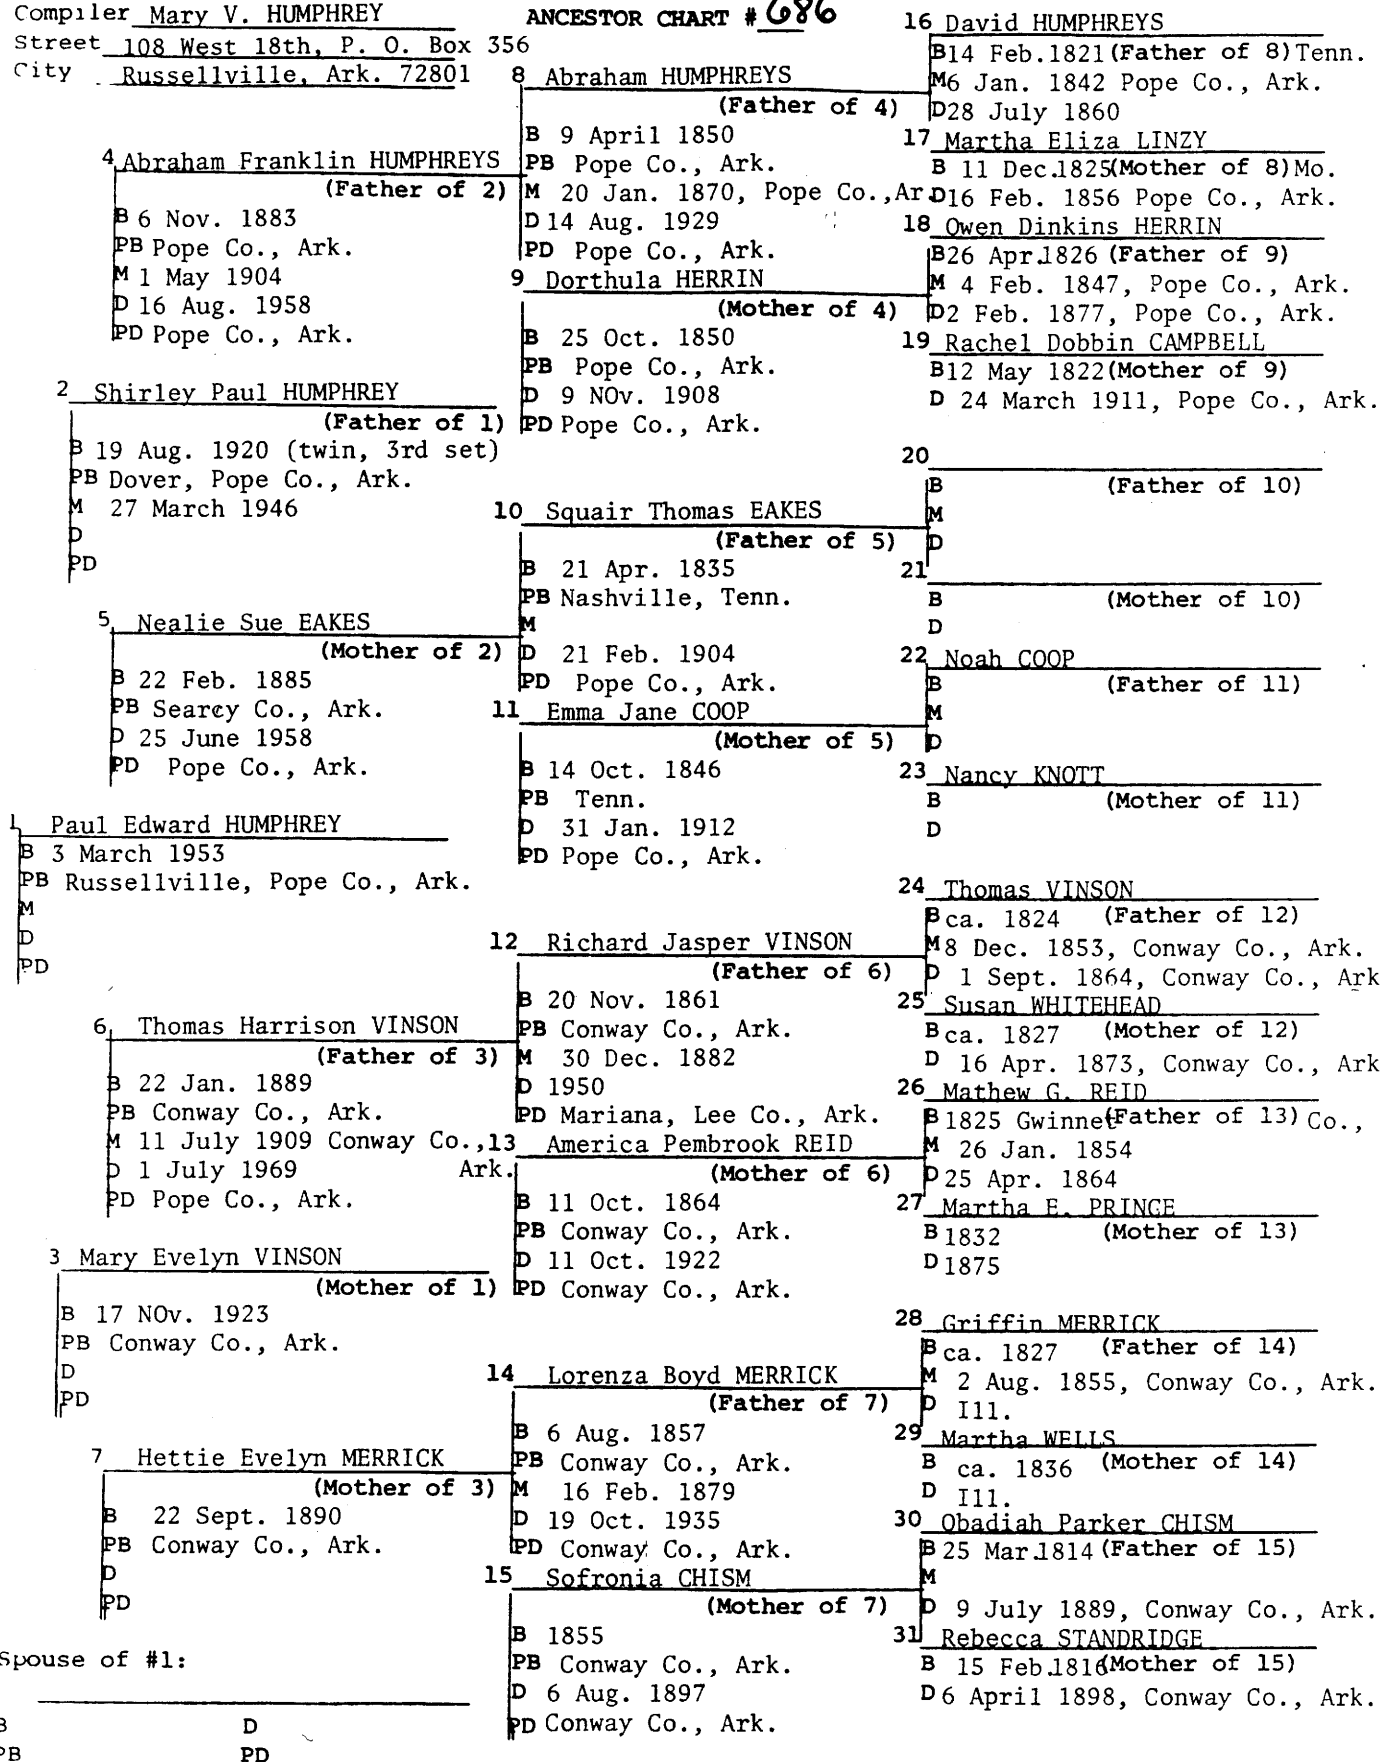 Compiler Mary V. HUMPHREY
Street 108 West 18th, P. O. Box 356
City Russellville, Ark. 72801
ANCESTOR CHART # 686
1 Paul Edward HUMPHREY
B 3 March 1953
PB Russellville, Pope Co., Ark.
M
D
PD
2 Shirley Paul HUMPHREY
(Father of 1)
B 19 Aug. 1920 (twin, 3rd set)
PB Dover, Pope Co., Ark.
M 27 March 1946
D
PD
3 Mary Evelyn VINSON
(Mother of 1)
B 17 NOv. 1923
PB Conway Co., Ark.
D
PD
4 Abraham Franklin HUMPHREYS
(Father of 2)
B 6 Nov. 1883
PB Pope Co., Ark.
M 1 May 1904
D 16 Aug. 1958
PD Pope Co., Ark.
5 Nealie Sue EAKES
(Mother of 2)
B 22 Feb. 1885
PB Searcy Co., Ark.
D 25 June 1958
PD Pope Co., Ark.
6 Thomas Harrison VINSON
(Father of 3)
B 22 Jan. 1889
PB Conway Co., Ark.
M 11 July 1909 Conway Co.,
Ark.
D 1 July 1969
PD Pope Co., Ark.
7 Hettie Evelyn MERRICK
(Mother of 3)
B 22 Sept. 1890
PB Conway Co., Ark.
D
PD
Spouse of #1:
B D
PB PD
8 Abraham HUMPHREYS
(Father of 4)
B 9 April 1850
PB Pope Co., Ark.
M 20 Jan. 1870, Pope Co.,Ar.
D 14 Aug. 1929
PD Pope Co., Ark.
9 Dorthula HERRIN
(Mother of 4)
B 25 Oct. 1850
PB Pope Co., Ark.
D 9 NOv. 1908
PD Pope Co., Ark.
10 Squair Thomas EAKES
(Father of 5)
B 21 Apr. 1835
PB Nashville, Tenn.
M
D 21 Feb. 1904
PD Pope Co., Ark.
11 Emma Jane COOP
(Mother of 5)
B 14 Oct. 1846
PB Tenn.
D 31 Jan. 1912
PD Pope Co., Ark.
12 Richard Jasper VINSON
(Father of 6)
B 20 Nov. 1861
PB Conway Co., Ark.
M 30 Dec. 1882
D 1950
PD Mariana, Lee Co., Ark.
13 America Pembrook REID
(Mother of 6)
B 11 Oct. 1864
PB Conway Co., Ark.
D 11 Oct. 1922
PD Conway Co., Ark.
14 Lorenza Boyd MERRICK
(Father of 7)
B 6 Aug. 1857
PB Conway Co., Ark.
M 16 Feb. 1879
D 19 Oct. 1935
PD Conway Co., Ark.
15 Sofronia CHISM
(Mother of 7)
B 1855
PB Conway Co., Ark.
D 6 Aug. 1897
PD Conway Co., Ark.
16 David HUMPHREYS
B 14 Feb.1821 (Father of 8) Tenn.
M 6 Jan. 1842 Pope Co., Ark.
D 28 July 1860
17 Martha Eliza LINZY
B 11 Dec.1825 (Mother of 8) Mo.
D 16 Feb. 1856 Pope Co., Ark.
18 Owen Dinkins HERRIN
B 26 Apr.1826 (Father of 9)
M 4 Feb. 1847, Pope Co., Ark.
D 2 Feb. 1877, Pope Co., Ark.
19 Rachel Dobbin CAMPBELL
B 12 May 1822 (Mother of 9)
D 24 March 1911, Pope Co., Ark.
20
B (Father of 10)
M
D
21
B (Mother of 10)
D
22 Noah COOP
B (Father of 11)
M
D
23 Nancy KNOTT
B (Mother of 11)
D
24 Thomas VINSON
B ca. 1824 (Father of 12)
M 8 Dec. 1853, Conway Co., Ark.
D 1 Sept. 1864, Conway Co., Ark
25 Susan WHITEHEAD
B ca. 1827 (Mother of 12)
D 16 Apr. 1873, Conway Co., Ark
26 Mathew G. REID
B 1825 Gwinnet (Father of 13) Co.,
M 26 Jan. 1854
D 25 Apr. 1864
27 Martha E. PRINCE
B 1832 (Mother of 13)
D 1875
28 Griffin MERRICK
B ca. 1827 (Father of 14)
M 2 Aug. 1855, Conway Co., Ark.
D Ill.
29 Martha WELLS
B ca. 1836 (Mother of 14)
D Ill.
30 Obadiah Parker CHISM
B 25 Mar.1814 (Father of 15)
M
D 9 July 1889, Conway Co., Ark.
31 Rebecca STANDRIDGE
B 15 Feb.1816 (Mother of 15)
D 6 April 1898, Conway Co., Ark.